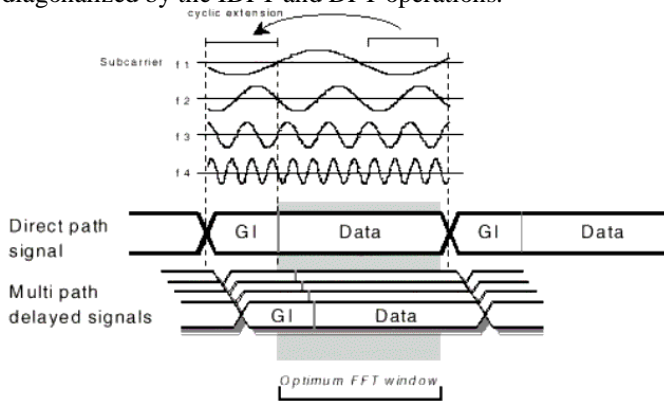 diagonalized by the IDFT and DFT operations.
cyclic extension
Subcarrier f 1
f 2
f 3
f 4
Direct path
signal
GI Data GI Data
Multi path
delayed signals
GI Data
Optimum FFT window